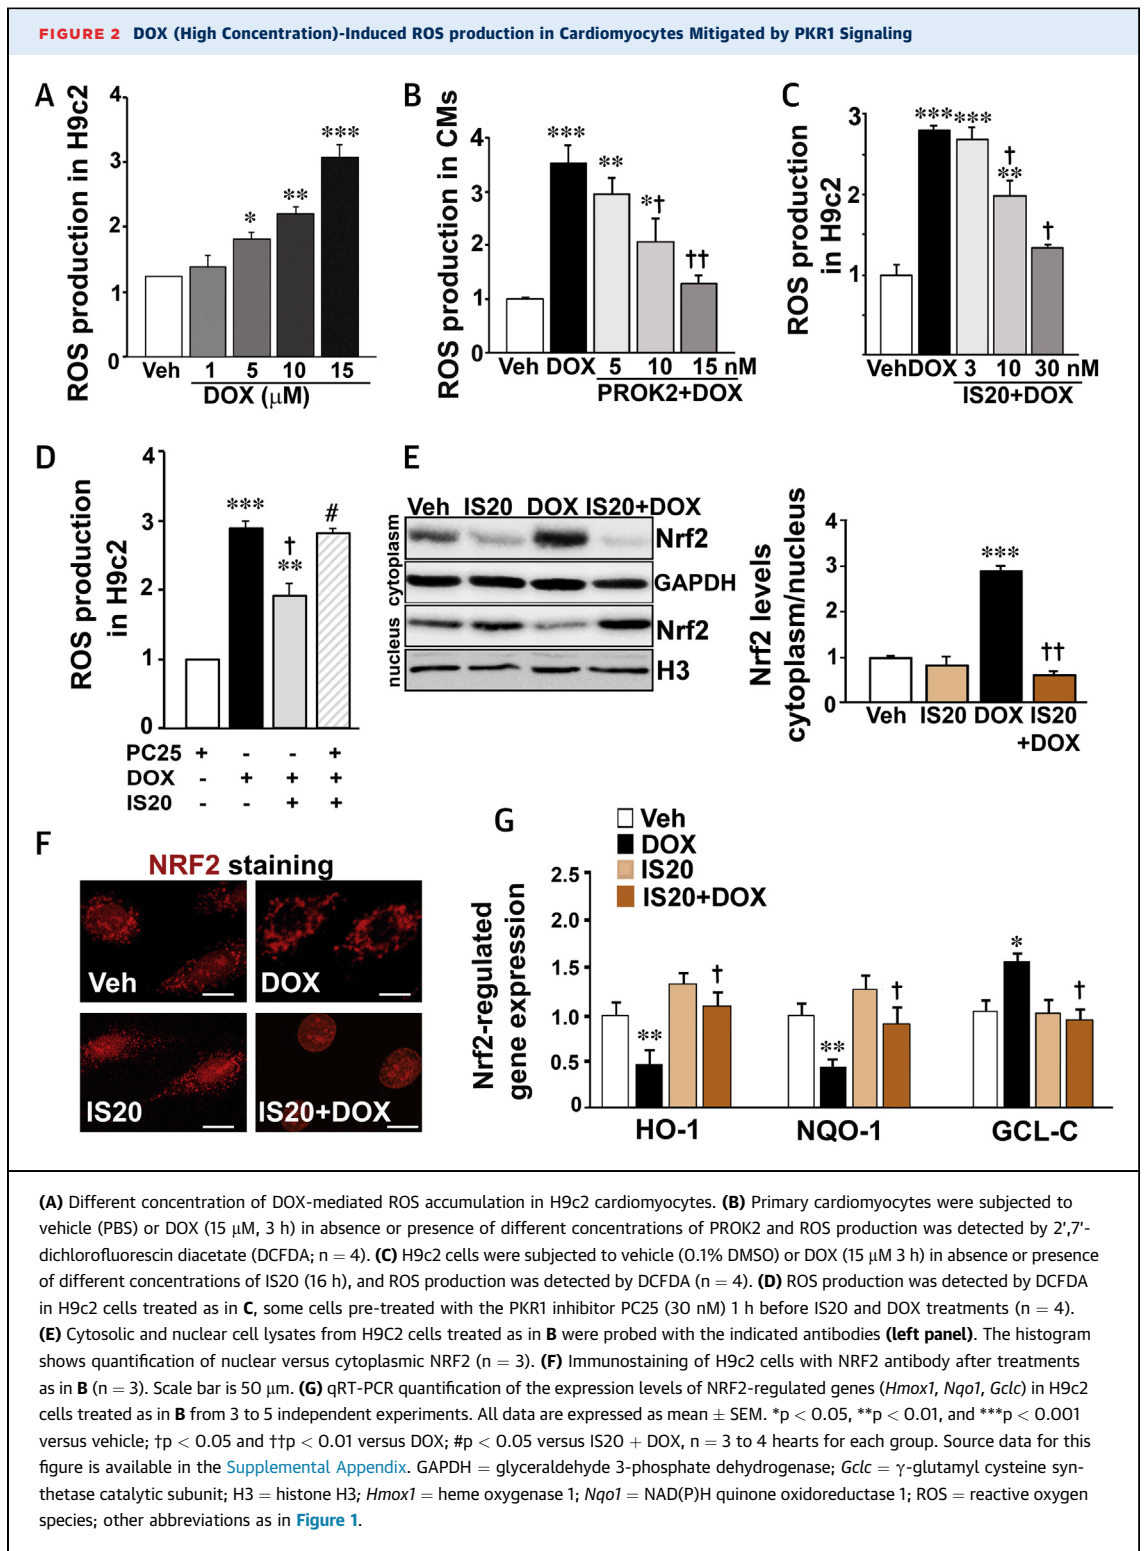 FIGURE 2 DOX (High Concentration)-Induced ROS production in Cardiomyocytes Mitigated by PKR1 Signaling
A
ROS production in H9c2
4
3
2
1
0
*
**
***
Veh 1 5 10 15
DOX (μM)
B
ROS production in CMs
4
3
2
1
0
***
**
*†
††
Veh DOX 5 10 15 nM
PROK2+DOX
C
ROS production
in H9c2
3
2
1
0
***
***
†
**
†
Veh DOX 3 10 30 nM
IS20+DOX
D
ROS production
in H9c2
4
3
2
1
0
***
†
**
#
PC25 + - - +
DOX - + + +
IS20 - - + +
E
Veh IS20 DOX IS20+DOX
cytoplasm
nucleus
Nrf2
GAPDH
Nrf2
H3
Nrf2 levels
cytoplasm/nucleus
4
3
2
1
0
***
††
Veh IS20 DOX IS20
+DOX
F
NRF2 staining
Veh
DOX
IS20
IS20+DOX
G
Veh
DOX
IS20
IS20+DOX
Nrf2-regulated
gene expression
2.5
2.0
1.5
1.0
0.5
0
**
†
**
†
*
†
HO-1 NQO-1 GCL-C
(A) Different concentration of DOX-mediated ROS accumulation in H9c2 cardiomyocytes. (B) Primary cardiomyocytes were subjected to
vehicle (PBS) or DOX (15 μM, 3 h) in absence or presence of different concentrations of PROK2 and ROS production was detected by 2′,7′-
dichlorofluorescin diacetate (DCFDA; n = 4). (C) H9c2 cells were subjected to vehicle (0.1% DMSO) or DOX (15 μM 3 h) in absence or presence
of different concentrations of IS20 (16 h), and ROS production was detected by DCFDA (n = 4). (D) ROS production was detected by DCFDA
in H9c2 cells treated as in C, some cells pre-treated with the PKR1 inhibitor PC25 (30 nM) 1 h before IS20 and DOX treatments (n = 4).
(E) Cytosolic and nuclear cell lysates from H9C2 cells treated as in B were probed with the indicated antibodies (left panel). The histogram
shows quantification of nuclear versus cytoplasmic NRF2 (n = 3). (F) Immunostaining of H9c2 cells with NRF2 antibody after treatments
as in B (n = 3). Scale bar is 50 μm. (G) qRT-PCR quantification of the expression levels of NRF2-regulated genes (Hmox1, Nqo1, Gclc) in H9c2
cells treated as in B from 3 to 5 independent experiments. All data are expressed as mean ± SEM. *p < 0.05, **p < 0.01, and ***p < 0.001
versus vehicle; †p < 0.05 and ††p < 0.01 versus DOX; #p < 0.05 versus IS20 + DOX, n = 3 to 4 hearts for each group. Source data for this
figure is available in the Supplemental Appendix. GAPDH = glyceraldehyde 3-phosphate dehydrogenase; Gclc = γ-glutamyl cysteine syn-
thetase catalytic subunit; H3 = histone H3; Hmox1 = heme oxygenase 1; Nqo1 = NAD(P)H quinone oxidoreductase 1; ROS = reactive oxygen
species; other abbreviations as in Figure 1.